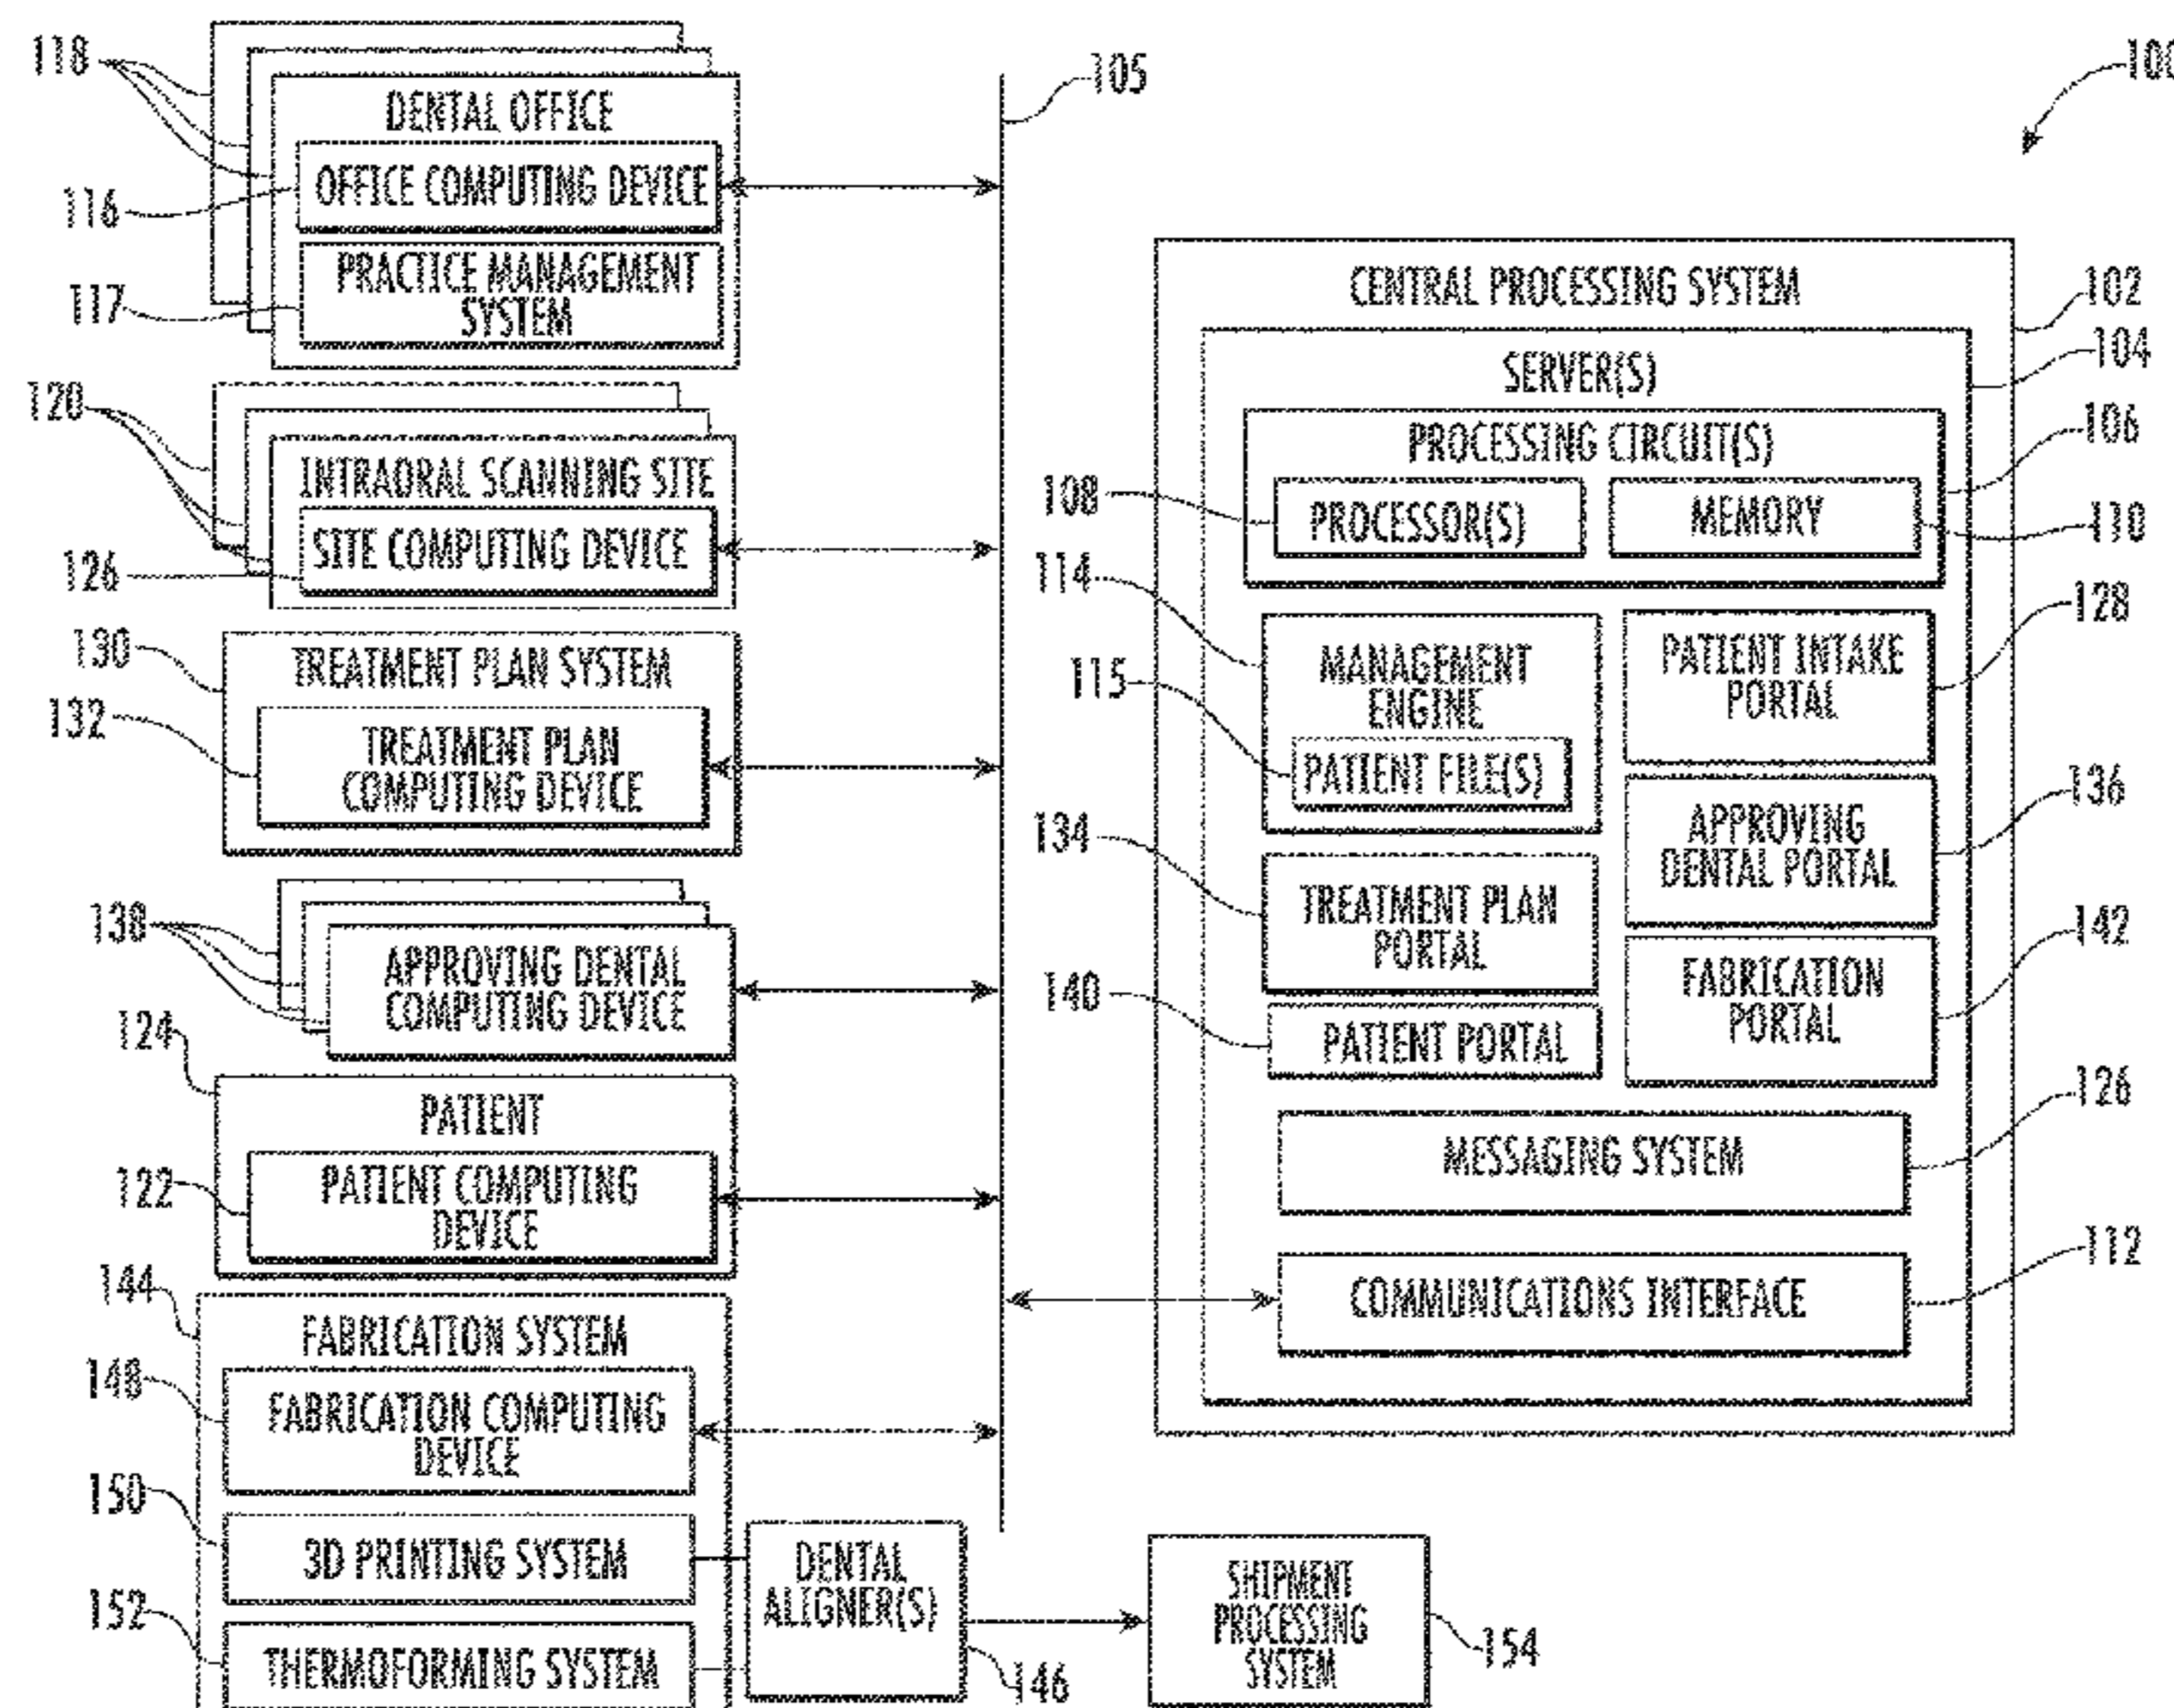 118
DENTAL OFFICE
OFFICE COMPUTING DEVICE
116
PRACTICE MANAGEMENT
SYSTEM
117
120
INTRAORAL SCANNING SITE
SITE COMPUTING DEVICE
126
130
TREATMENT PLAN SYSTEM
132
TREATMENT PLAN
COMPUTING DEVICE
138
APPROVING DENTAL
COMPUTING DEVICE
124
PATIENT
122
PATIENT COMPUTING
DEVICE
144
FABRICATION SYSTEM
148
FABRICATION COMPUTING
DEVICE
150
3D PRINTING SYSTEM
152
THERMOFORMING SYSTEM
DENTAL
ALIGNER(S)
146
SHIPMENT
PROCESSING
SYSTEM
154
105
100
CENTRAL PROCESSING SYSTEM
102
SERVER(S)
104
PROCESSING CIRCUIT(S)
106
108
PROCESSOR(S)
MEMORY
110
114
MANAGEMENT
ENGINE
115
PATIENT FILE(S)
PATIENT INTAKE
PORTAL
128
APPROVING
DENTAL PORTAL
136
134
TREATMENT PLAN
PORTAL
FABRICATION
PORTAL
142
140
PATIENT PORTAL
MESSAGING SYSTEM
126
COMMUNICATIONS INTERFACE
112